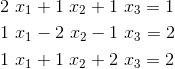 2 x₁ + 1 x₂ + 1 x₃ = 1
1 x₁ − 2 x₂ − 1 x₃ = 2
1 x₁ + 1 x₂ + 2 x₃ = 2